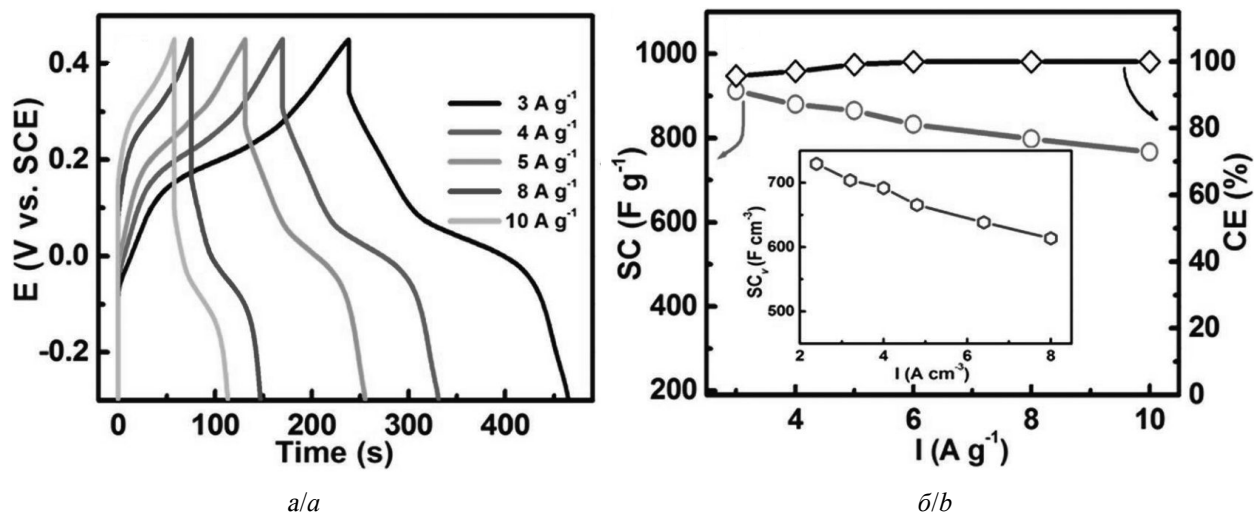 0.4
0.2
0.0
-0.2
E (V vs. SCE)
3 A g⁻¹
4 A g⁻¹
5 A g⁻¹
8 A g⁻¹
10 A g⁻¹
0 100 200 300 400
Time (s)
а/a
1000
800
600
400
200
SC (F g⁻¹)
100
80
60
40
20
0
CE (%)
700
600
500
SCᵥ (F cm⁻³)
2 4 6 8
I (A cm⁻³)
4 6 8 10
I (A g⁻¹)
б/b